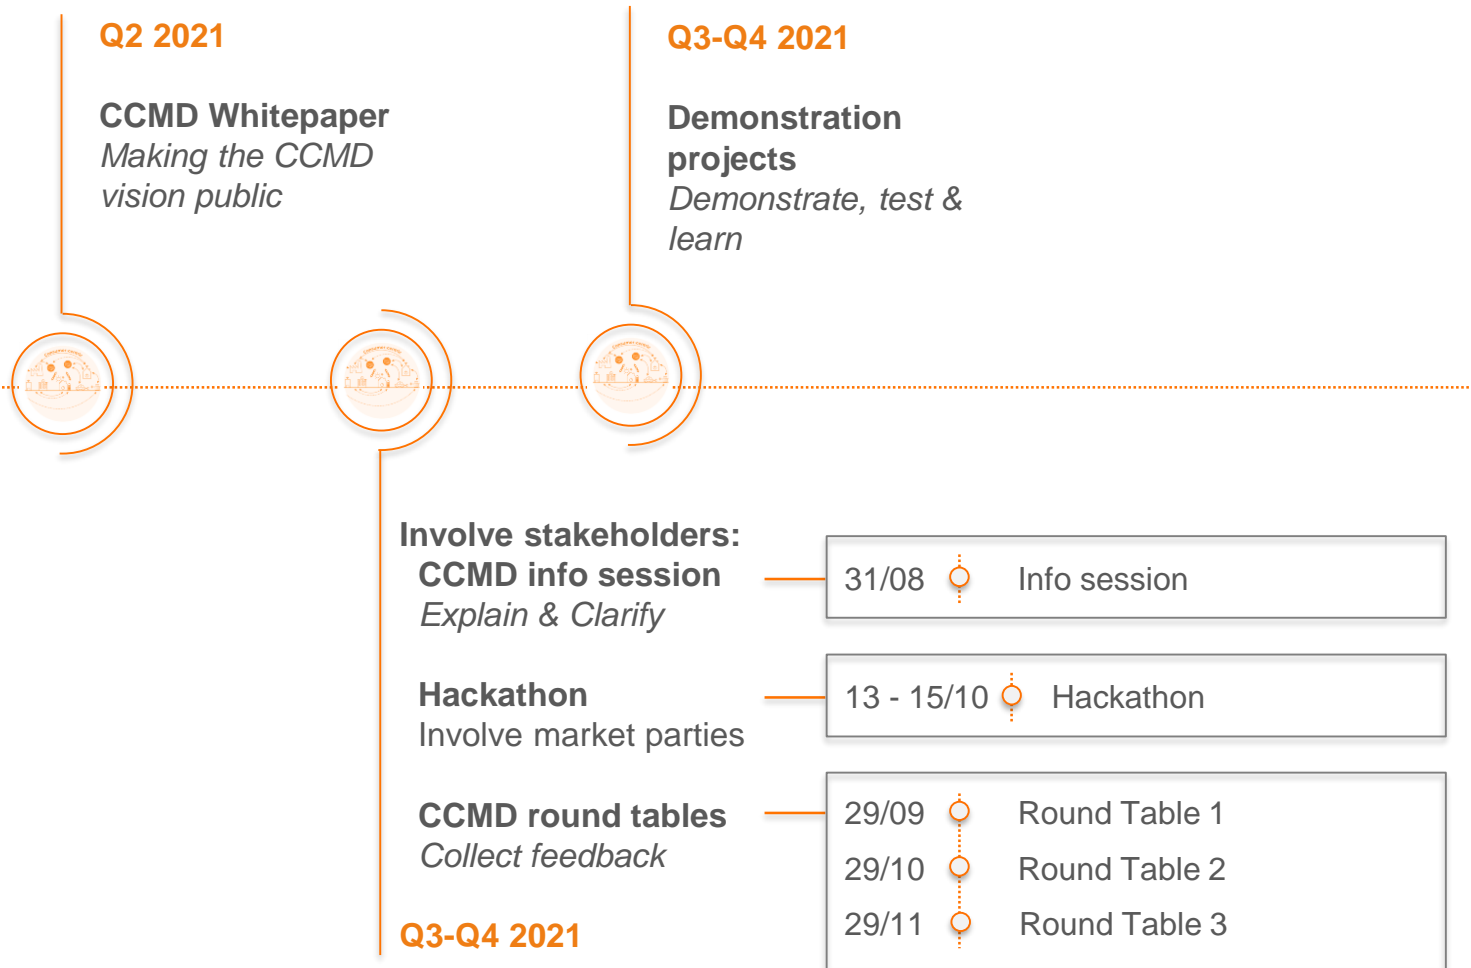 Q2 2021
CCMD Whitepaper
Making the CCMD
vision public
Q3-Q4 2021
Demonstration
projects
Demonstrate, test &
learn
Involve stakeholders:
CCMD info session
Explain & Clarify
31/08 Info session
Hackathon
Involve market parties
13 - 15/10 Hackathon
CCMD round tables
Collect feedback
29/09 Round Table 1
29/10 Round Table 2
29/11 Round Table 3
Q3-Q4 2021